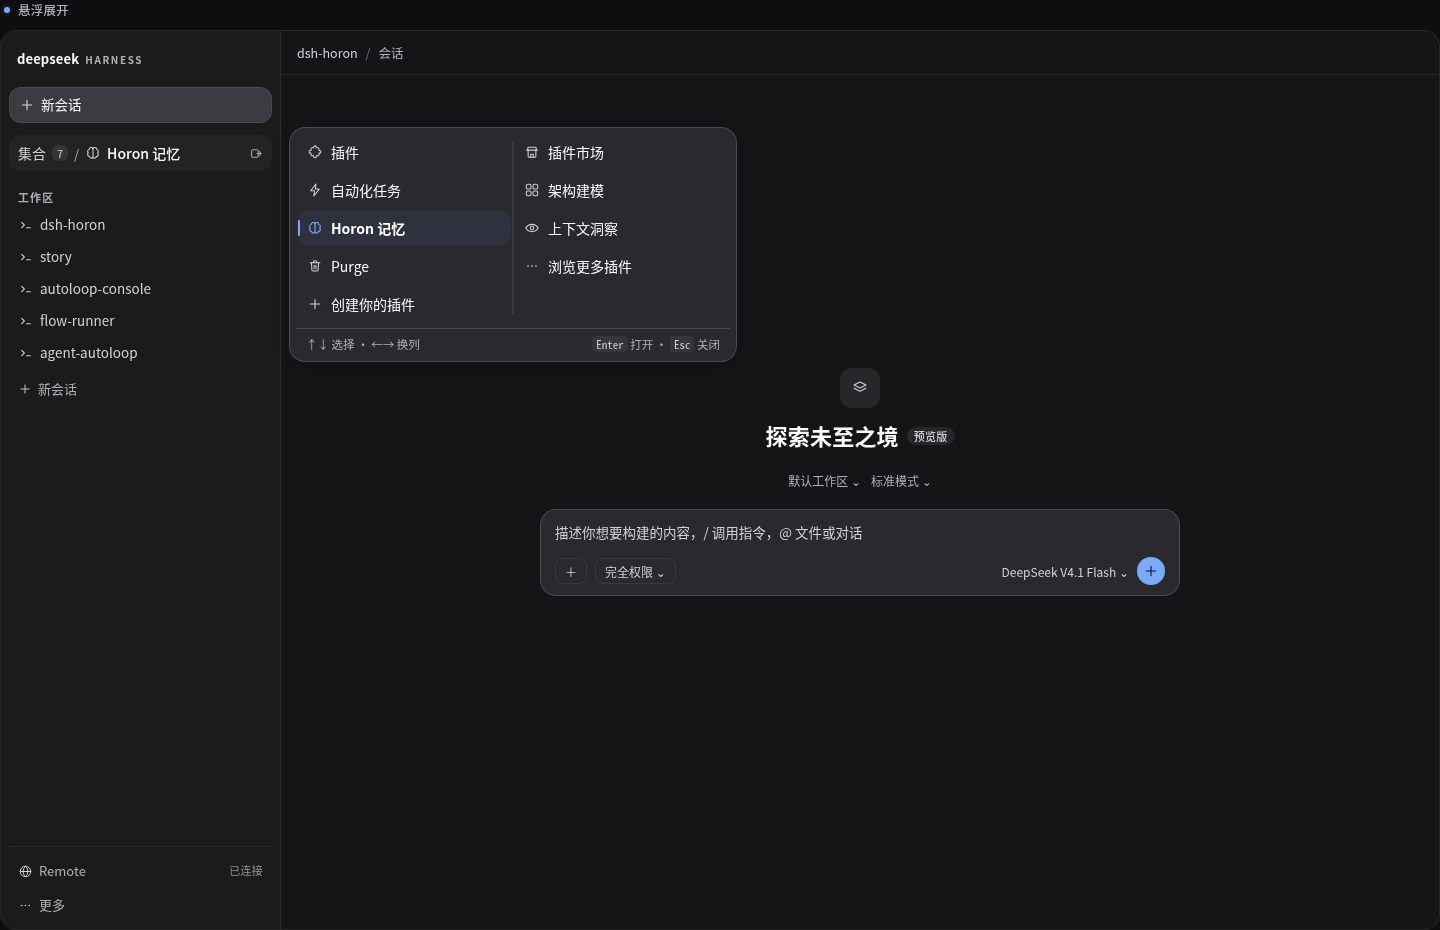 悬浮展开
deepseek HARNESS
新会话
集合 7 / Horon 记忆
工作区
dsh-horon
story
autoloop-console
flow-runner
agent-autoloop
新会话
Remote 已连接
更多
dsh-horon / 会话
插件
自动化任务
Horon 记忆
Purge
创建你的插件
插件市场
架构建模
上下文洞察
浏览更多插件
↑↓ 选择 · ←→ 换列
Enter 打开 · Esc 关闭
探索未至之境 预览版
默认工作区 标准模式
描述你想要构建的内容，/ 调用指令，@ 文件或对话
完全权限
DeepSeek V4.1 Flash